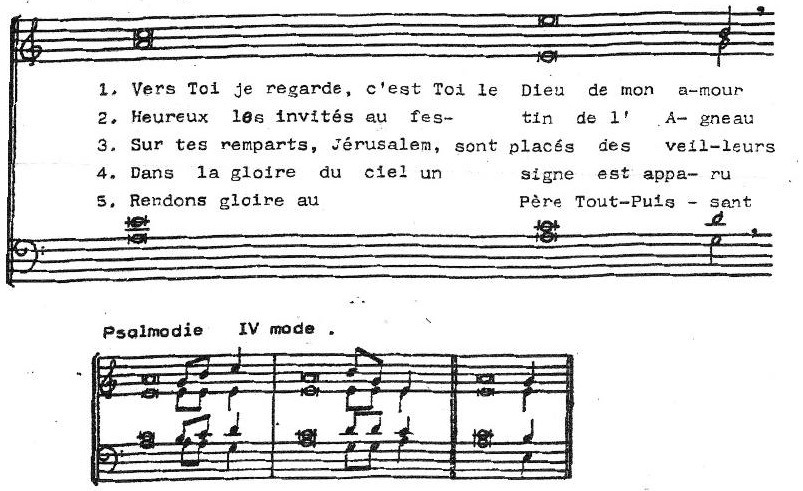 1. Vers Toi je regarde, c'est Toi le Dieu de mon a-mour
2. Heureux les invités au fes- tin de l' A- gneau
3. Sur tes remparts, Jérusalem, sont placés des veil-leurs
4. Dans la gloire du ciel un signe est appa- ru
5. Rendons gloire au Père Tout-Puis - sant
Psalmodie IV mode .